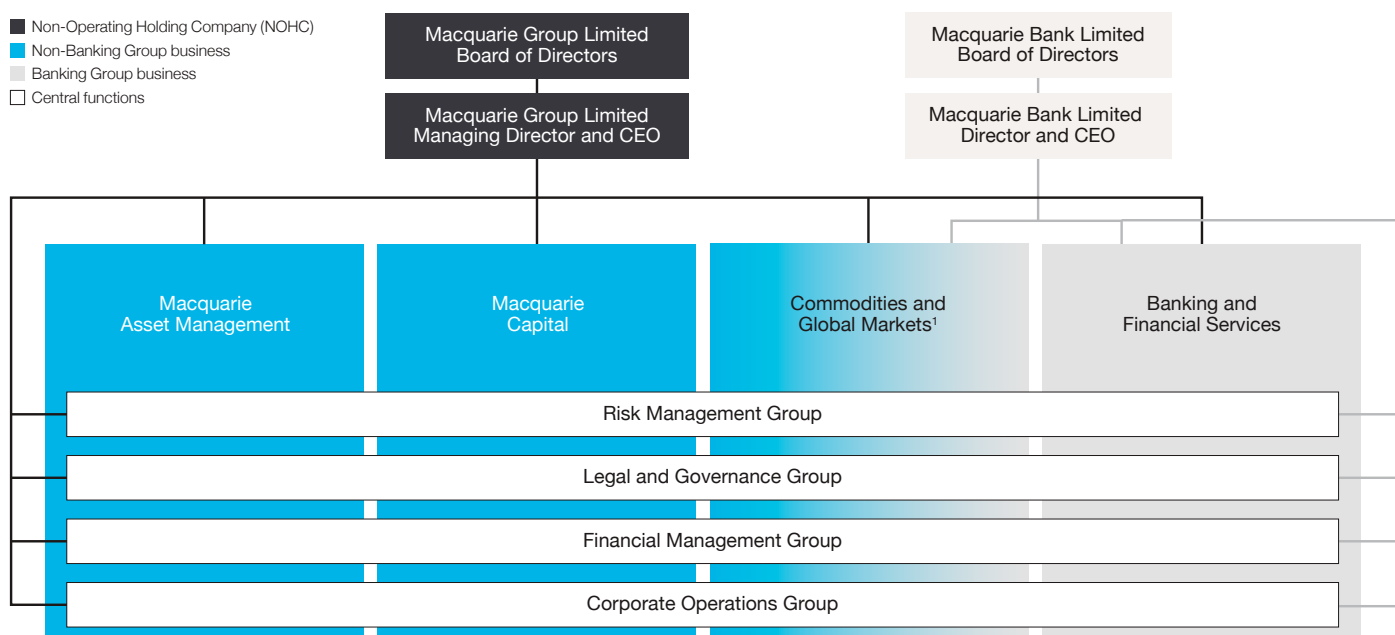 Non-Operating Holding Company (NOHC)
Non-Banking Group business
Banking Group business
Central functions
Macquarie Group Limited
Board of Directors
Macquarie Bank Limited
Board of Directors
Macquarie Group Limited
Managing Director and CEO
Macquarie Bank Limited
Director and CEO
Macquarie
Asset Management
Macquarie
Capital
Commodities and
Global Markets¹
Banking and
Financial Services
Risk Management Group
Legal and Governance Group
Financial Management Group
Corporate Operations Group